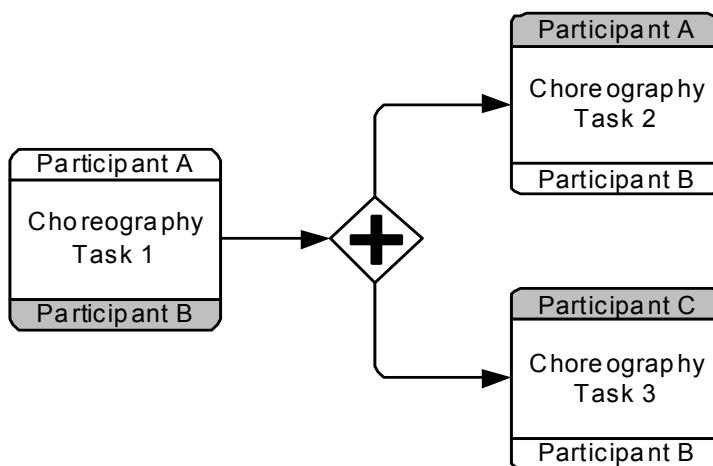 Participant A
Choreography
Task 1
Participant B
Participant A
Choreography
Task 2
Participant B
Participant C
Choreography
Task 3
Participant B